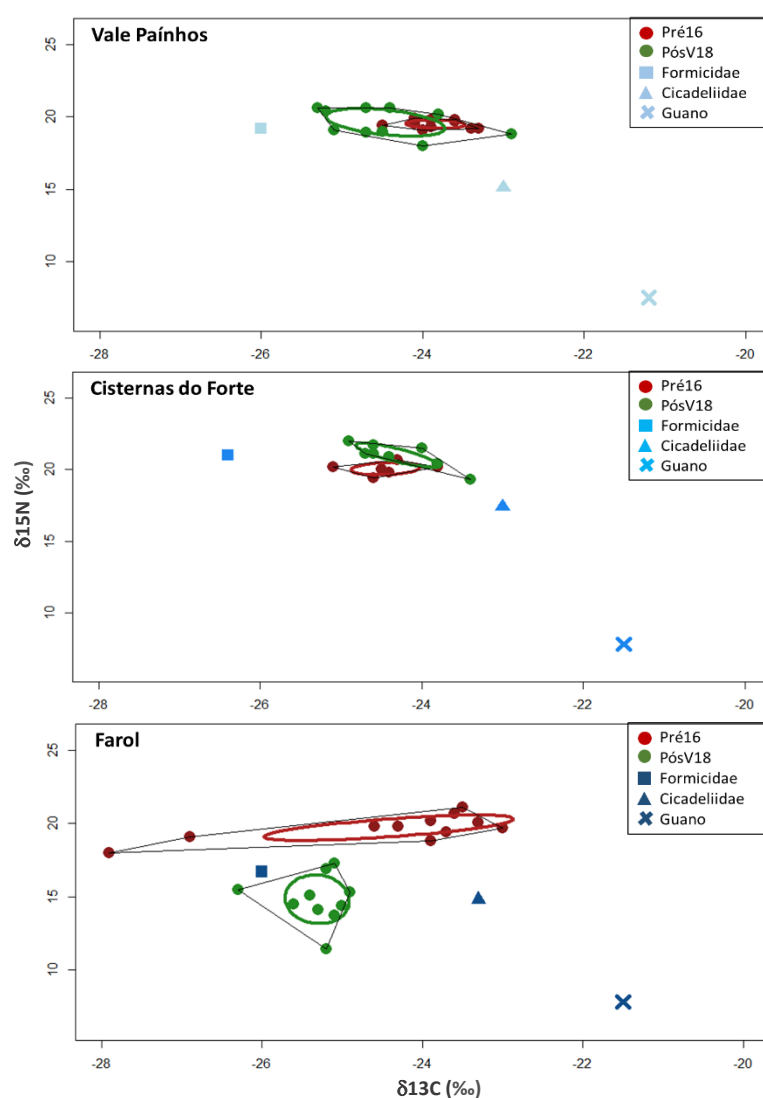 Vale Paínhos
Pré16
PósV18
Formicidae
Cicadeliidae
Guano
25
20
15
10
-28
-26
-24
-22
-20
Cisternas do Forte
Pré16
PósV18
Formicidae
Cicadeliidae
Guano
25
20
15
10
δ15N (‰)
-28
-26
-24
-22
-20
Farol
Pré16
PósV18
Formicidae
Cicadeliidae
Guano
25
20
15
10
-28
-26
-24
-22
-20
δ13C (‰)